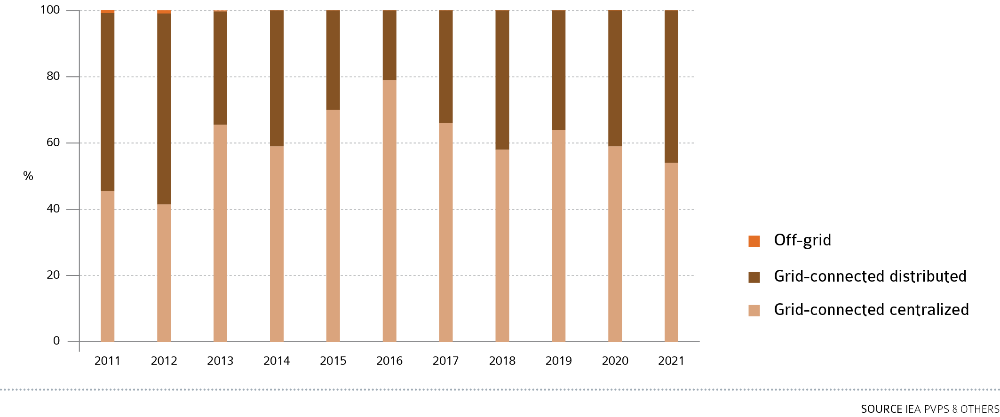 100
80
60
%
40
20
0
2011 2012 2013 2014 2015 2016 2017 2018 2019 2020 2021
Off-grid
Grid-connected distributed
Grid-connected centralized
SOURCE IEA PVPS & OTHERS